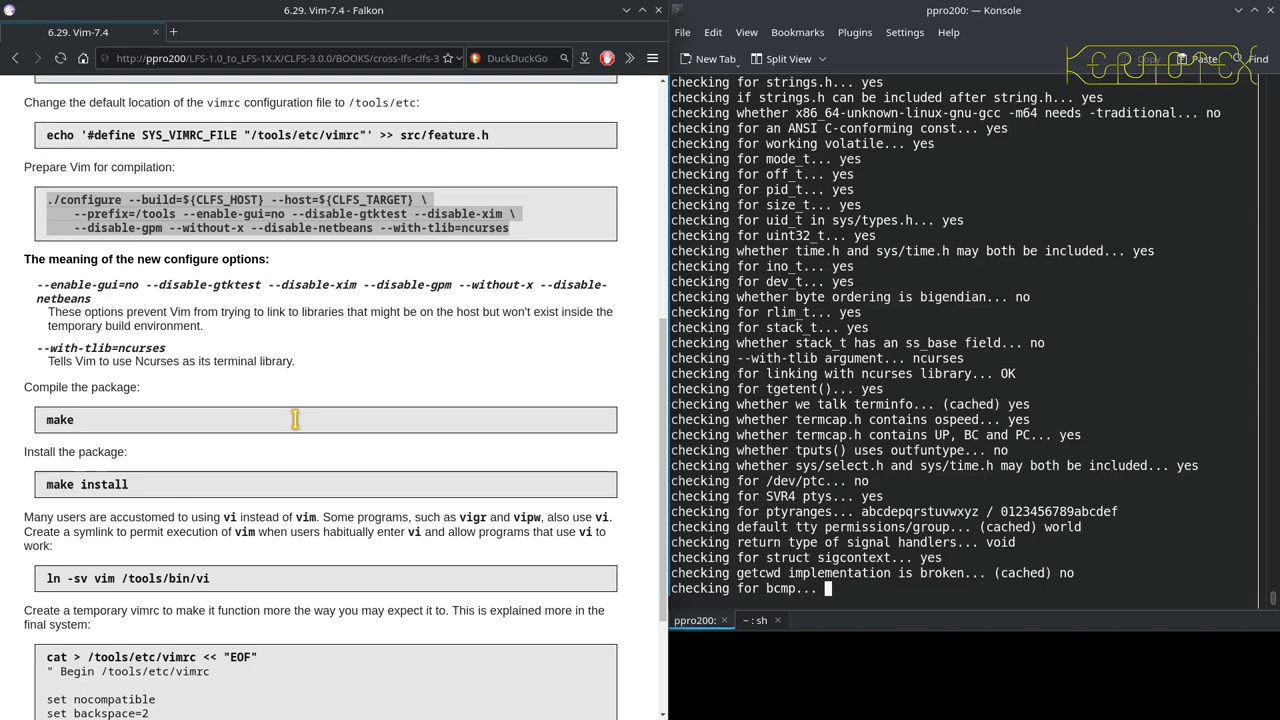 6.29. Vim-7.4 - Falkon
6.29. Vim-7.4
http://ppro200/LFS-1.0_to_LFS-1X.X/CLFS-3.0.0/BOOKS/cross-lfs-clfs-3
DuckDuckGo
Change the default location of the vimrc configuration file to /tools/etc:
echo '#define SYS_VIMRC_FILE "/tools/etc/vimrc"' >> src/feature.h
Prepare Vim for compilation:
./configure --build=${CLFS_HOST} --host=${CLFS_TARGET} \
--prefix=/tools --enable-gui=no --disable-gtktest --disable-xim \
--disable-gpm --without-x --disable-netbeans --with-tlib=ncurses
The meaning of the new configure options:
--enable-gui=no --disable-gtktest --disable-xim --disable-gpm --without-x --disable-
netbeans
These options prevent Vim from trying to link to libraries that might be on the host but won't exist inside the
temporary build environment.
--with-tlib=ncurses
Tells Vim to use Ncurses as its terminal library.
Compile the package:
make
Install the package:
make install
Many users are accustomed to using vi instead of vim. Some programs, such as vigr and vipw, also use vi.
Create a symlink to permit execution of vim when users habitually enter vi and allow programs that use vi to
work:
ln -sv vim /tools/bin/vi
Create a temporary vimrc to make it function more the way you may expect it to. This is explained more in the
final system:
cat > /tools/etc/vimrc << "EOF"
" Begin /tools/etc/vimrc
set nocompatible
set backspace=2
ppro200: — Konsole
File Edit View Bookmarks Plugins Settings Help
New Tab Split View Copy Paste Find
checking for strings.h... yes
checking if strings.h can be included after string.h... yes
checking whether x86_64-unknown-linux-gnu-gcc -m64 needs -traditional... no
checking for an ANSI C-conforming const... yes
checking for working volatile... yes
checking for mode_t... yes
checking for off_t... yes
checking for pid_t... yes
checking for size_t... yes
checking for uid_t in sys/types.h... yes
checking for uint32_t... yes
checking whether time.h and sys/time.h may both be included... yes
checking for ino_t... yes
checking for dev_t... yes
checking whether byte ordering is bigendian... no
checking for rlim_t... yes
checking for stack_t... yes
checking whether stack_t has an ss_base field... no
checking --with-tlib argument... ncurses
checking for linking with ncurses library... OK
checking for tgetent()... yes
checking whether we talk terminfo... (cached) yes
checking whether termcap.h contains ospeed... yes
checking whether termcap.h contains UP, BC and PC... yes
checking whether tputs() uses outfuntype... no
checking whether sys/select.h and sys/time.h may both be included... yes
checking for /dev/ptc... no
checking for SVR4 ptys... yes
checking for ptyranges... abcdepqrstuvwxyz / 0123456789abcdef
checking default tty permissions/group... (cached) world
checking return type of signal handlers... void
checking for struct sigcontext... yes
checking getcwd implementation is broken... (cached) no
checking for bcmp...
ppro200:
~ : sh